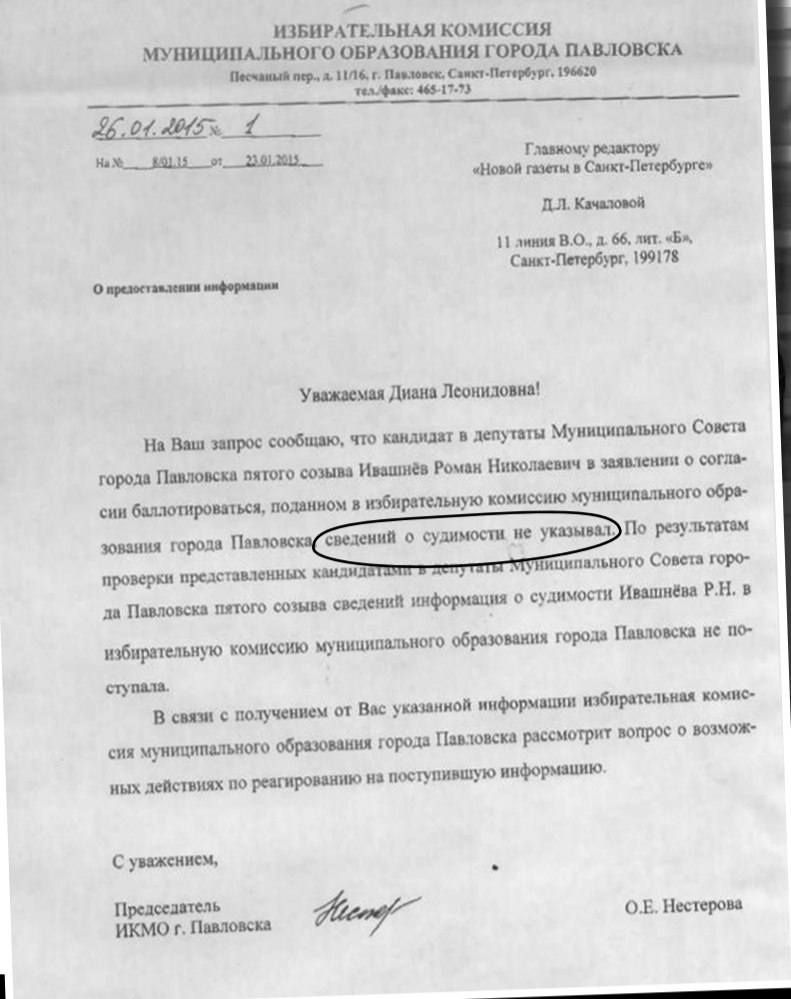 ИЗБИРАТЕЛЬНАЯ КОМИССИЯ
МУНИЦИПАЛЬНОГО ОБРАЗОВАНИЯ ГОРОДА ПАВЛОВСКА
Песчаный пер., д. 11/16, г. Павловск, Санкт-Петербург, 196620
тел./факс: 465-17-73
26.01.2015 № 1
На № 8/01.15 от 23.01.2015
Главному редактору
«Новой газеты в Санкт-Петербурге»
Д.Л. Качаловой
11 линия В.О., д. 66, лит. «Б»,
Санкт-Петербург, 199178
О предоставлении информации
Уважаемая Диана Леонидовна!
На Ваш запрос сообщаю, что кандидат в депутаты Муниципального Совета
города Павловска пятого созыва Ивашнёв Роман Николаевич в заявлении о согла-
сии баллотироваться, поданном в избирательную комиссию муниципального обра-
зования города Павловска, сведений о судимости не указывал. По результатам
проверки представленных кандидатами в депутаты Муниципального Совета горо-
да Павловска пятого созыва сведений информация о судимости Ивашнёва Р.Н. в
избирательную комиссию муниципального образования города Павловска не по-
ступала.
В связи с получением от Вас указанной информации избирательная комис-
сия муниципального образования города Павловска рассмотрит вопрос о возмож-
ных действиях по реагированию на поступившую информацию.
С уважением,
Председатель
ИКМО г. Павловска
О.Е. Нестерова